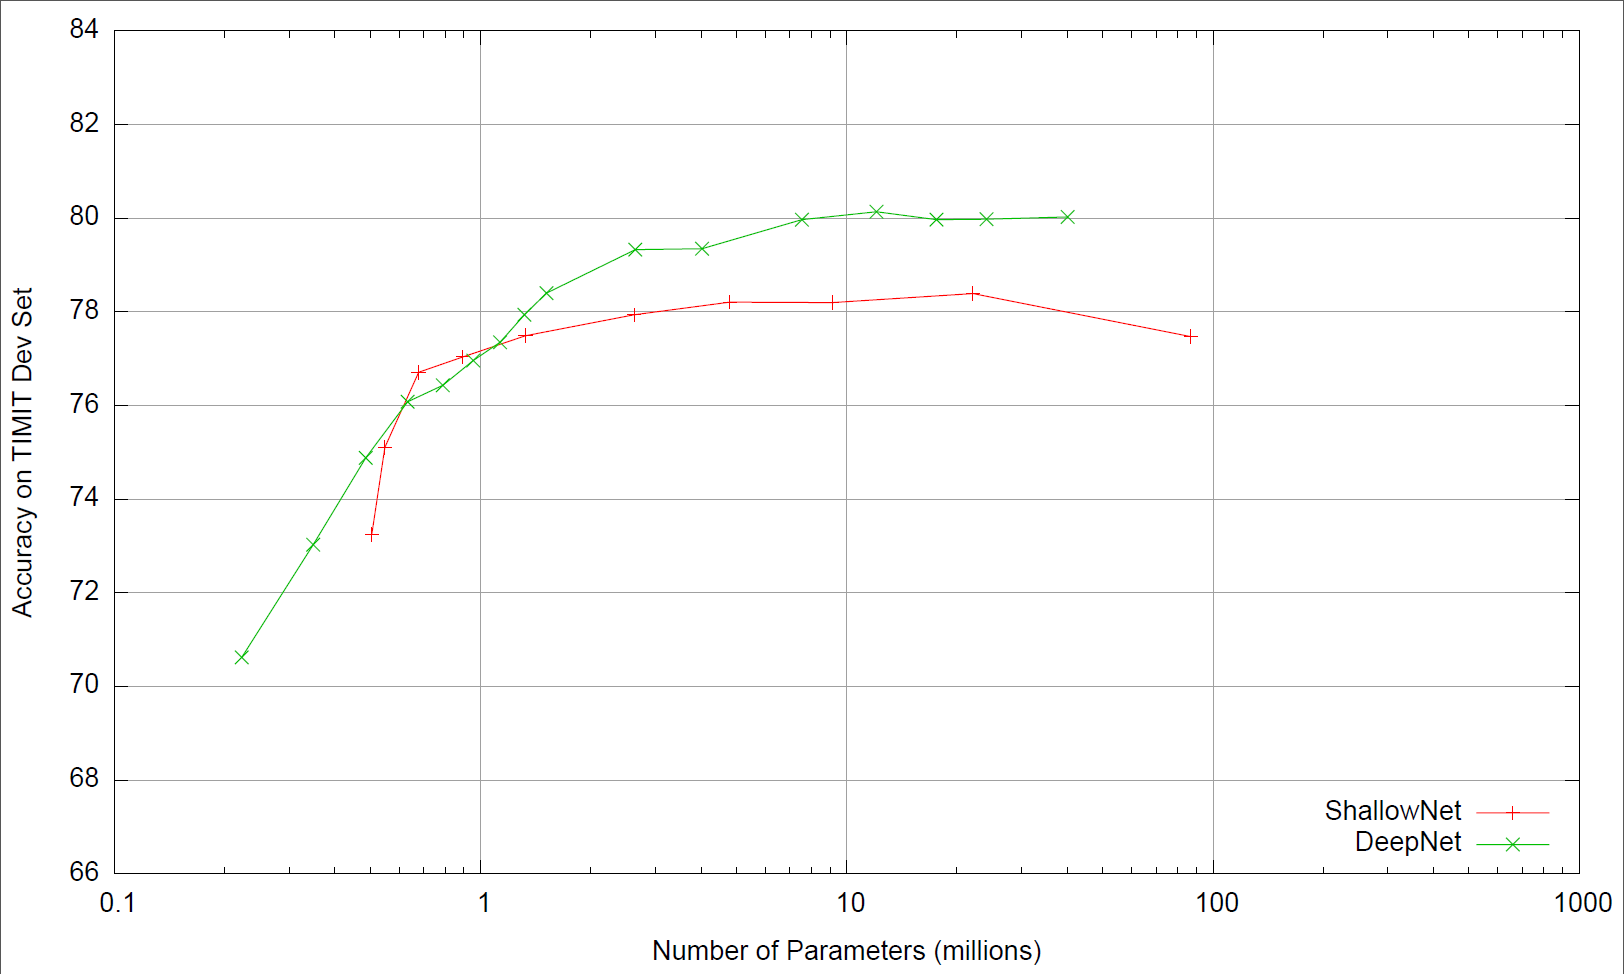 84
82
80
78
76
74
72
70
68
66
0.1 1 10 100 1000
Accuracy on TIMIT Dev Set
Number of Parameters (millions)
ShallowNet
DeepNet